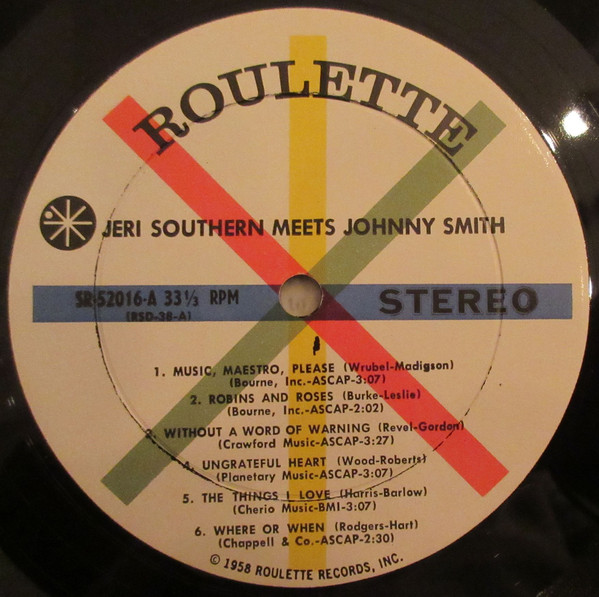 ROULETTE
JERI SOUTHERN MEETS JOHNNY SMITH
SR-52016-A 33⅓ RPM STEREO
(RSD-38-A)
1. MUSIC, MAESTRO, PLEASE (Wrubel-Madigson)
(Bourne, Inc.-ASCAP-3:07)
2. ROBINS AND ROSES (Burke-Leslie)
(Bourne, Inc.-ASCAP-2:02)
3. WITHOUT A WORD OF WARNING (Revel-Gordon)
(Crawford Music-ASCAP-3:27)
4. UNGRATEFUL HEART (Wood-Roberts)
(Planetary Music-ASCAP-3:18)
5. THE THINGS I LOVE (Harris-Barlow)
(Cherio Music-BMI-3:07)
6. WHERE OR WHEN (Rodgers-Hart)
(Chappell & Co.-ASCAP-2:30)
© 1958 ROULETTE RECORDS, INC.